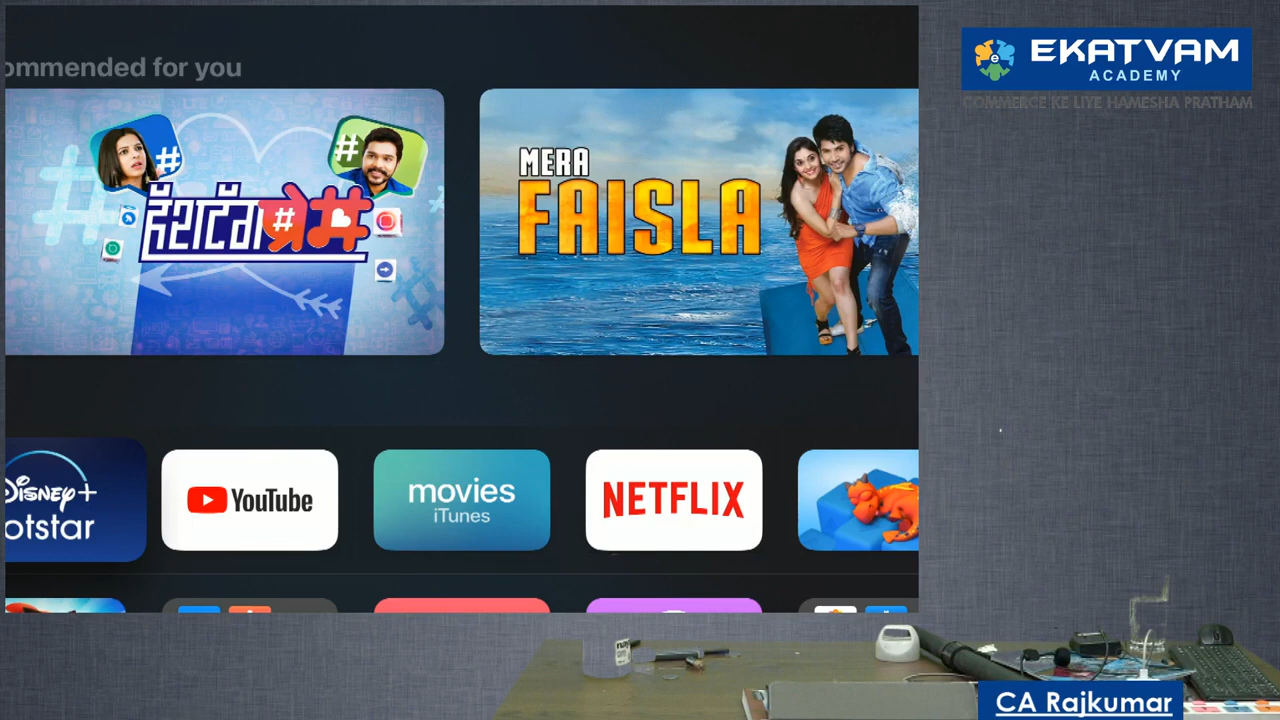 ommended for you
#
#
हॅशटॅग प्रेम
#
MERA
FAISLA
Disney+
otstar
YouTube
movies
iTunes
NETFLIX
EKATVAM
ACADEMY
COMMERCE KE LIYE HAMESHA PRATHAM
CA Rajkumar